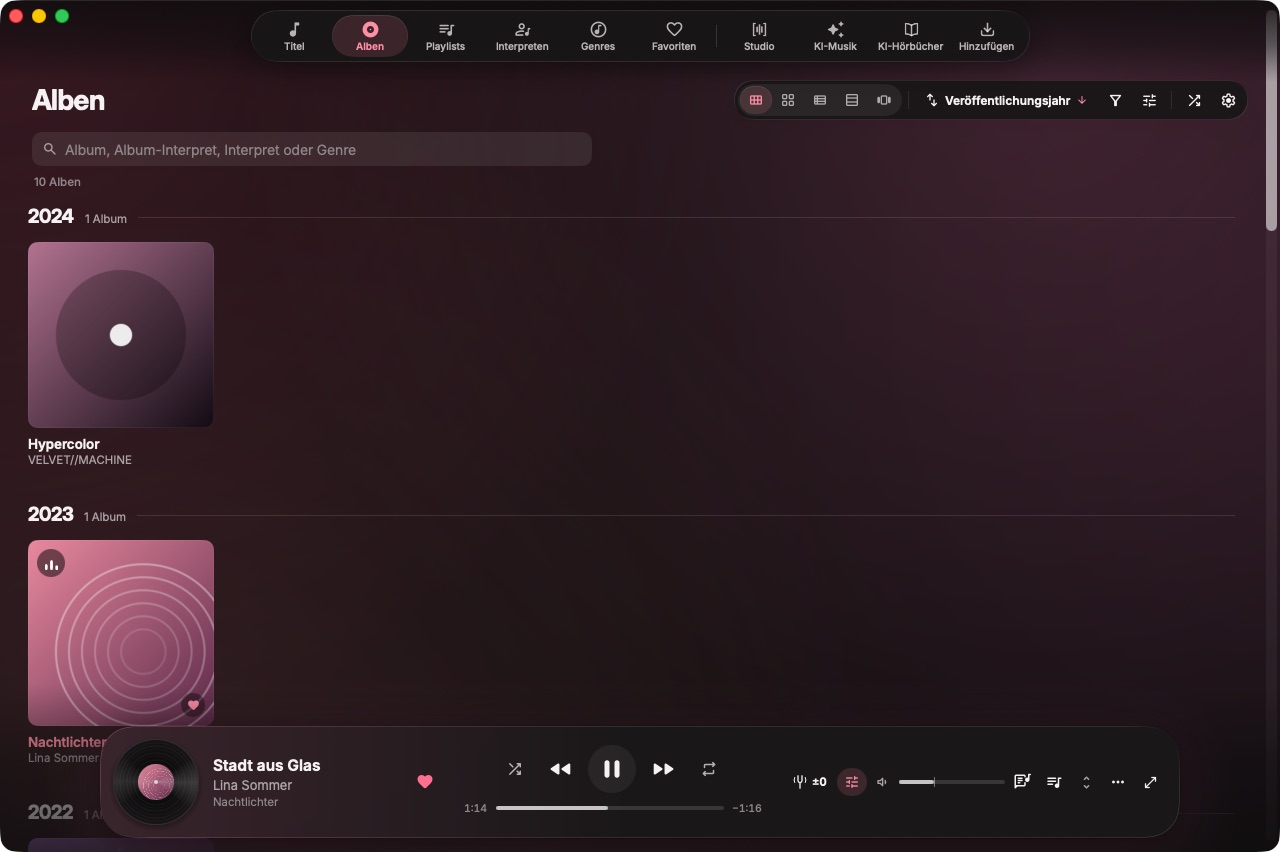 Titel
Alben
Playlists
Interpreten
Genres
Favoriten
Studio
KI-Musik
KI-Hörbücher
Hinzufügen
Alben
Veröffentlichungsjahr
Album, Album-Interpret, Interpret oder Genre
10 Alben
2024 1 Album
Hypercolor
VELVET//MACHINE
2023 1 Album
Nachtlichter
Lina Sommer
Stadt aus Glas
Lina Sommer
Nachtlichter
1:14
−1:16
±0
2022 1